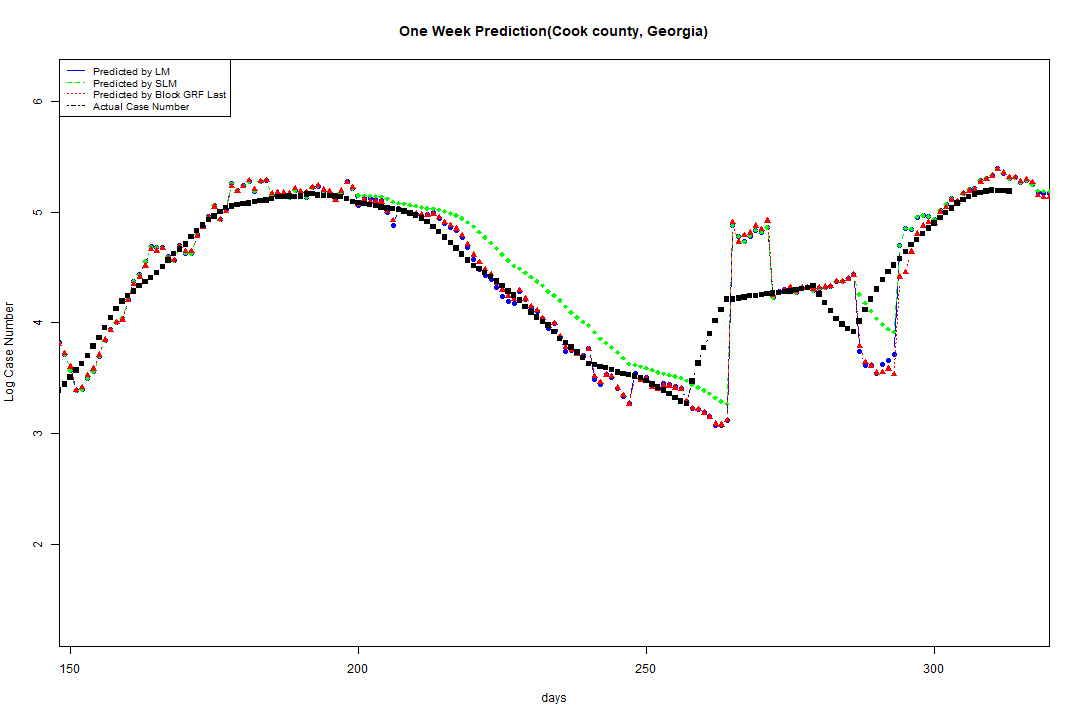 One Week Prediction(Cook county, Georgia)
Predicted by LM
Predicted by SLM
Predicted by Block GRF Last
Actual Case Number
6
5
4
3
2
Log Case Number
150 200 250 300
days